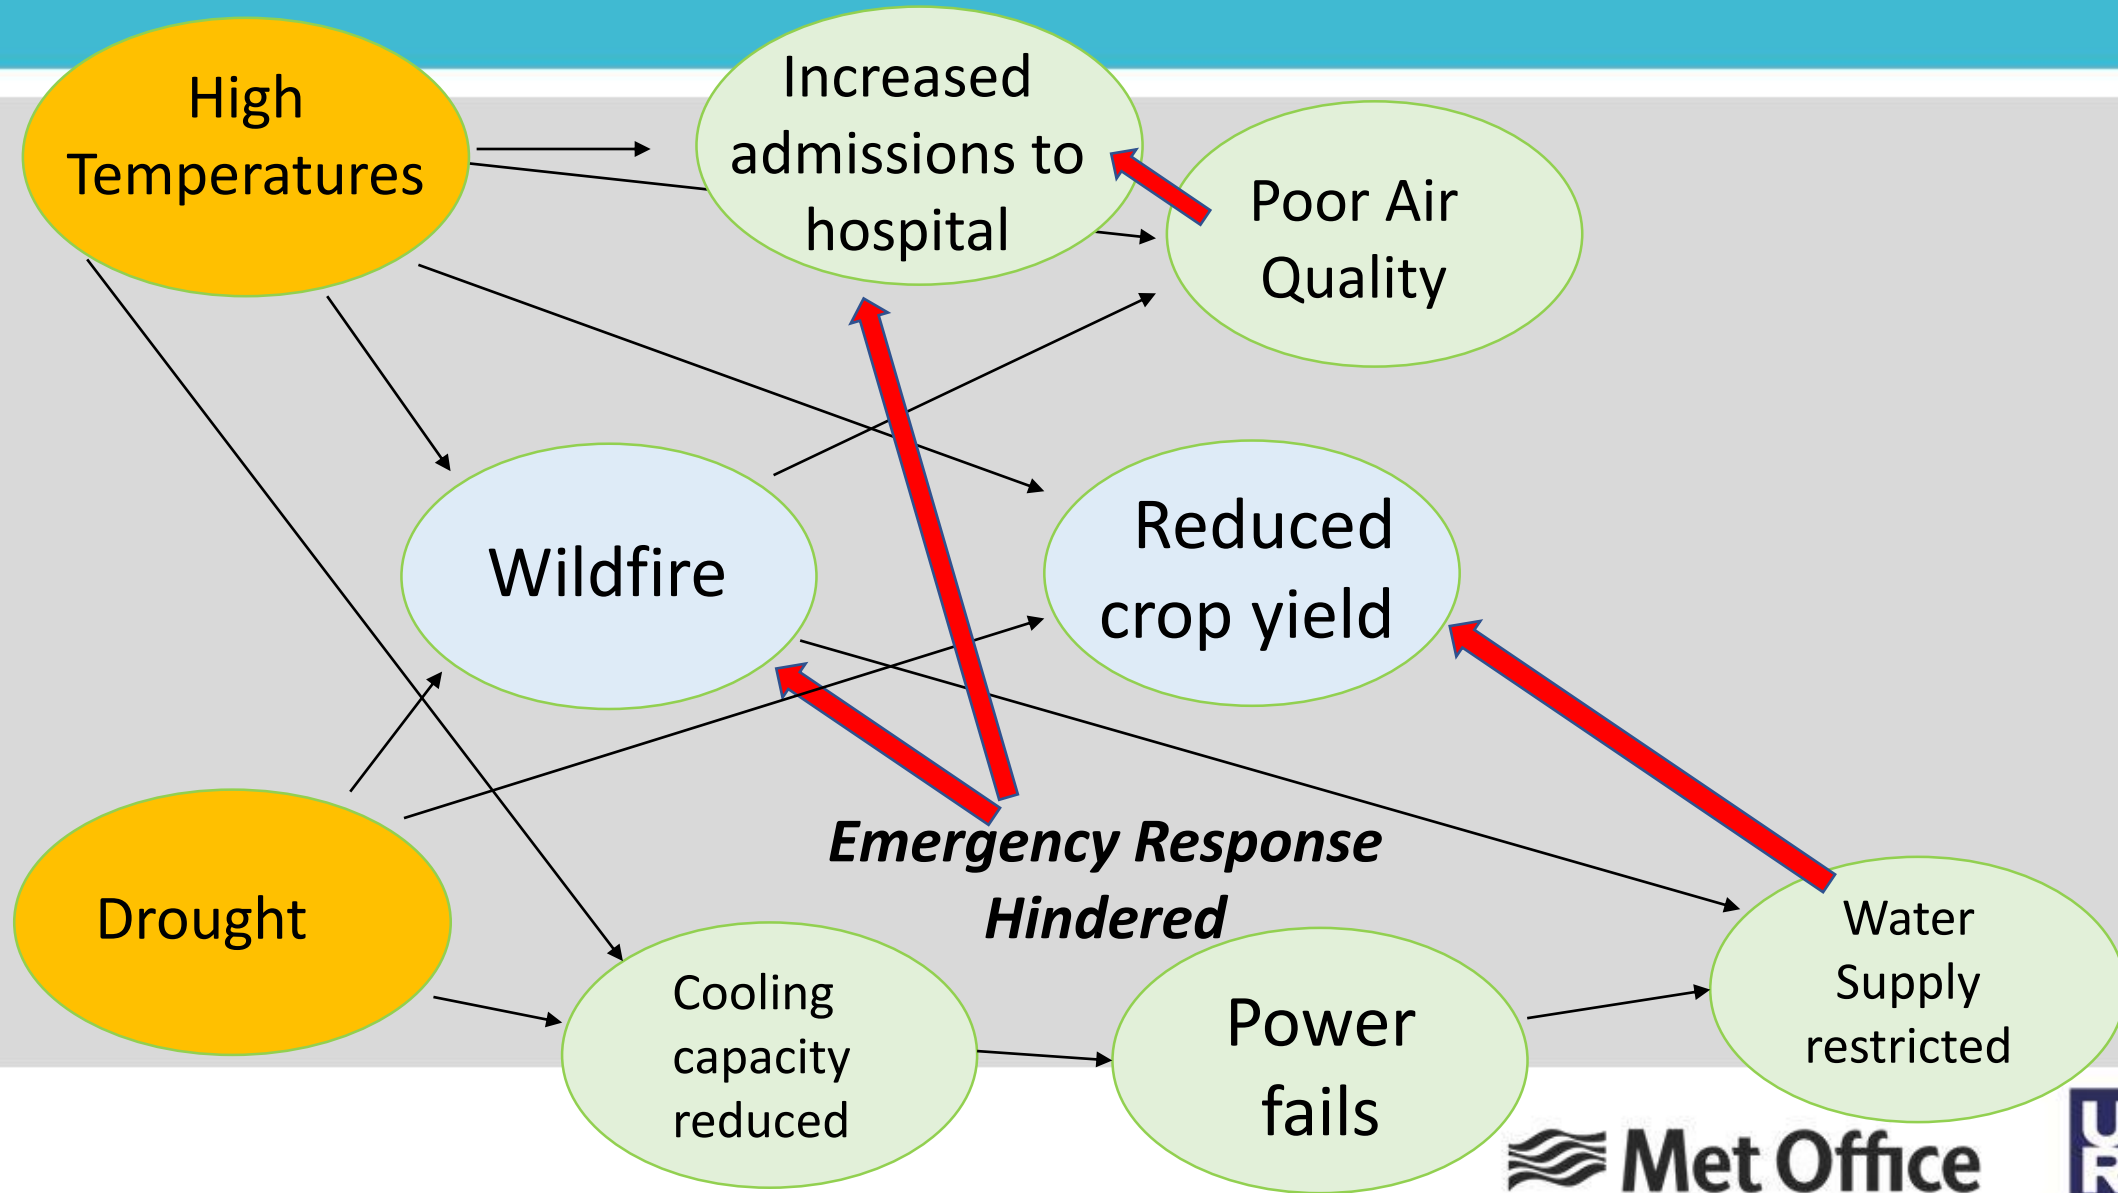 High
Temperatures
Increased
admissions to
hospital
Poor Air
Quality
Wildfire
Reduced
crop yield
Emergency Response
Hindered
Drought
Cooling
capacity
reduced
Power
fails
Water
Supply
restricted
Met Office